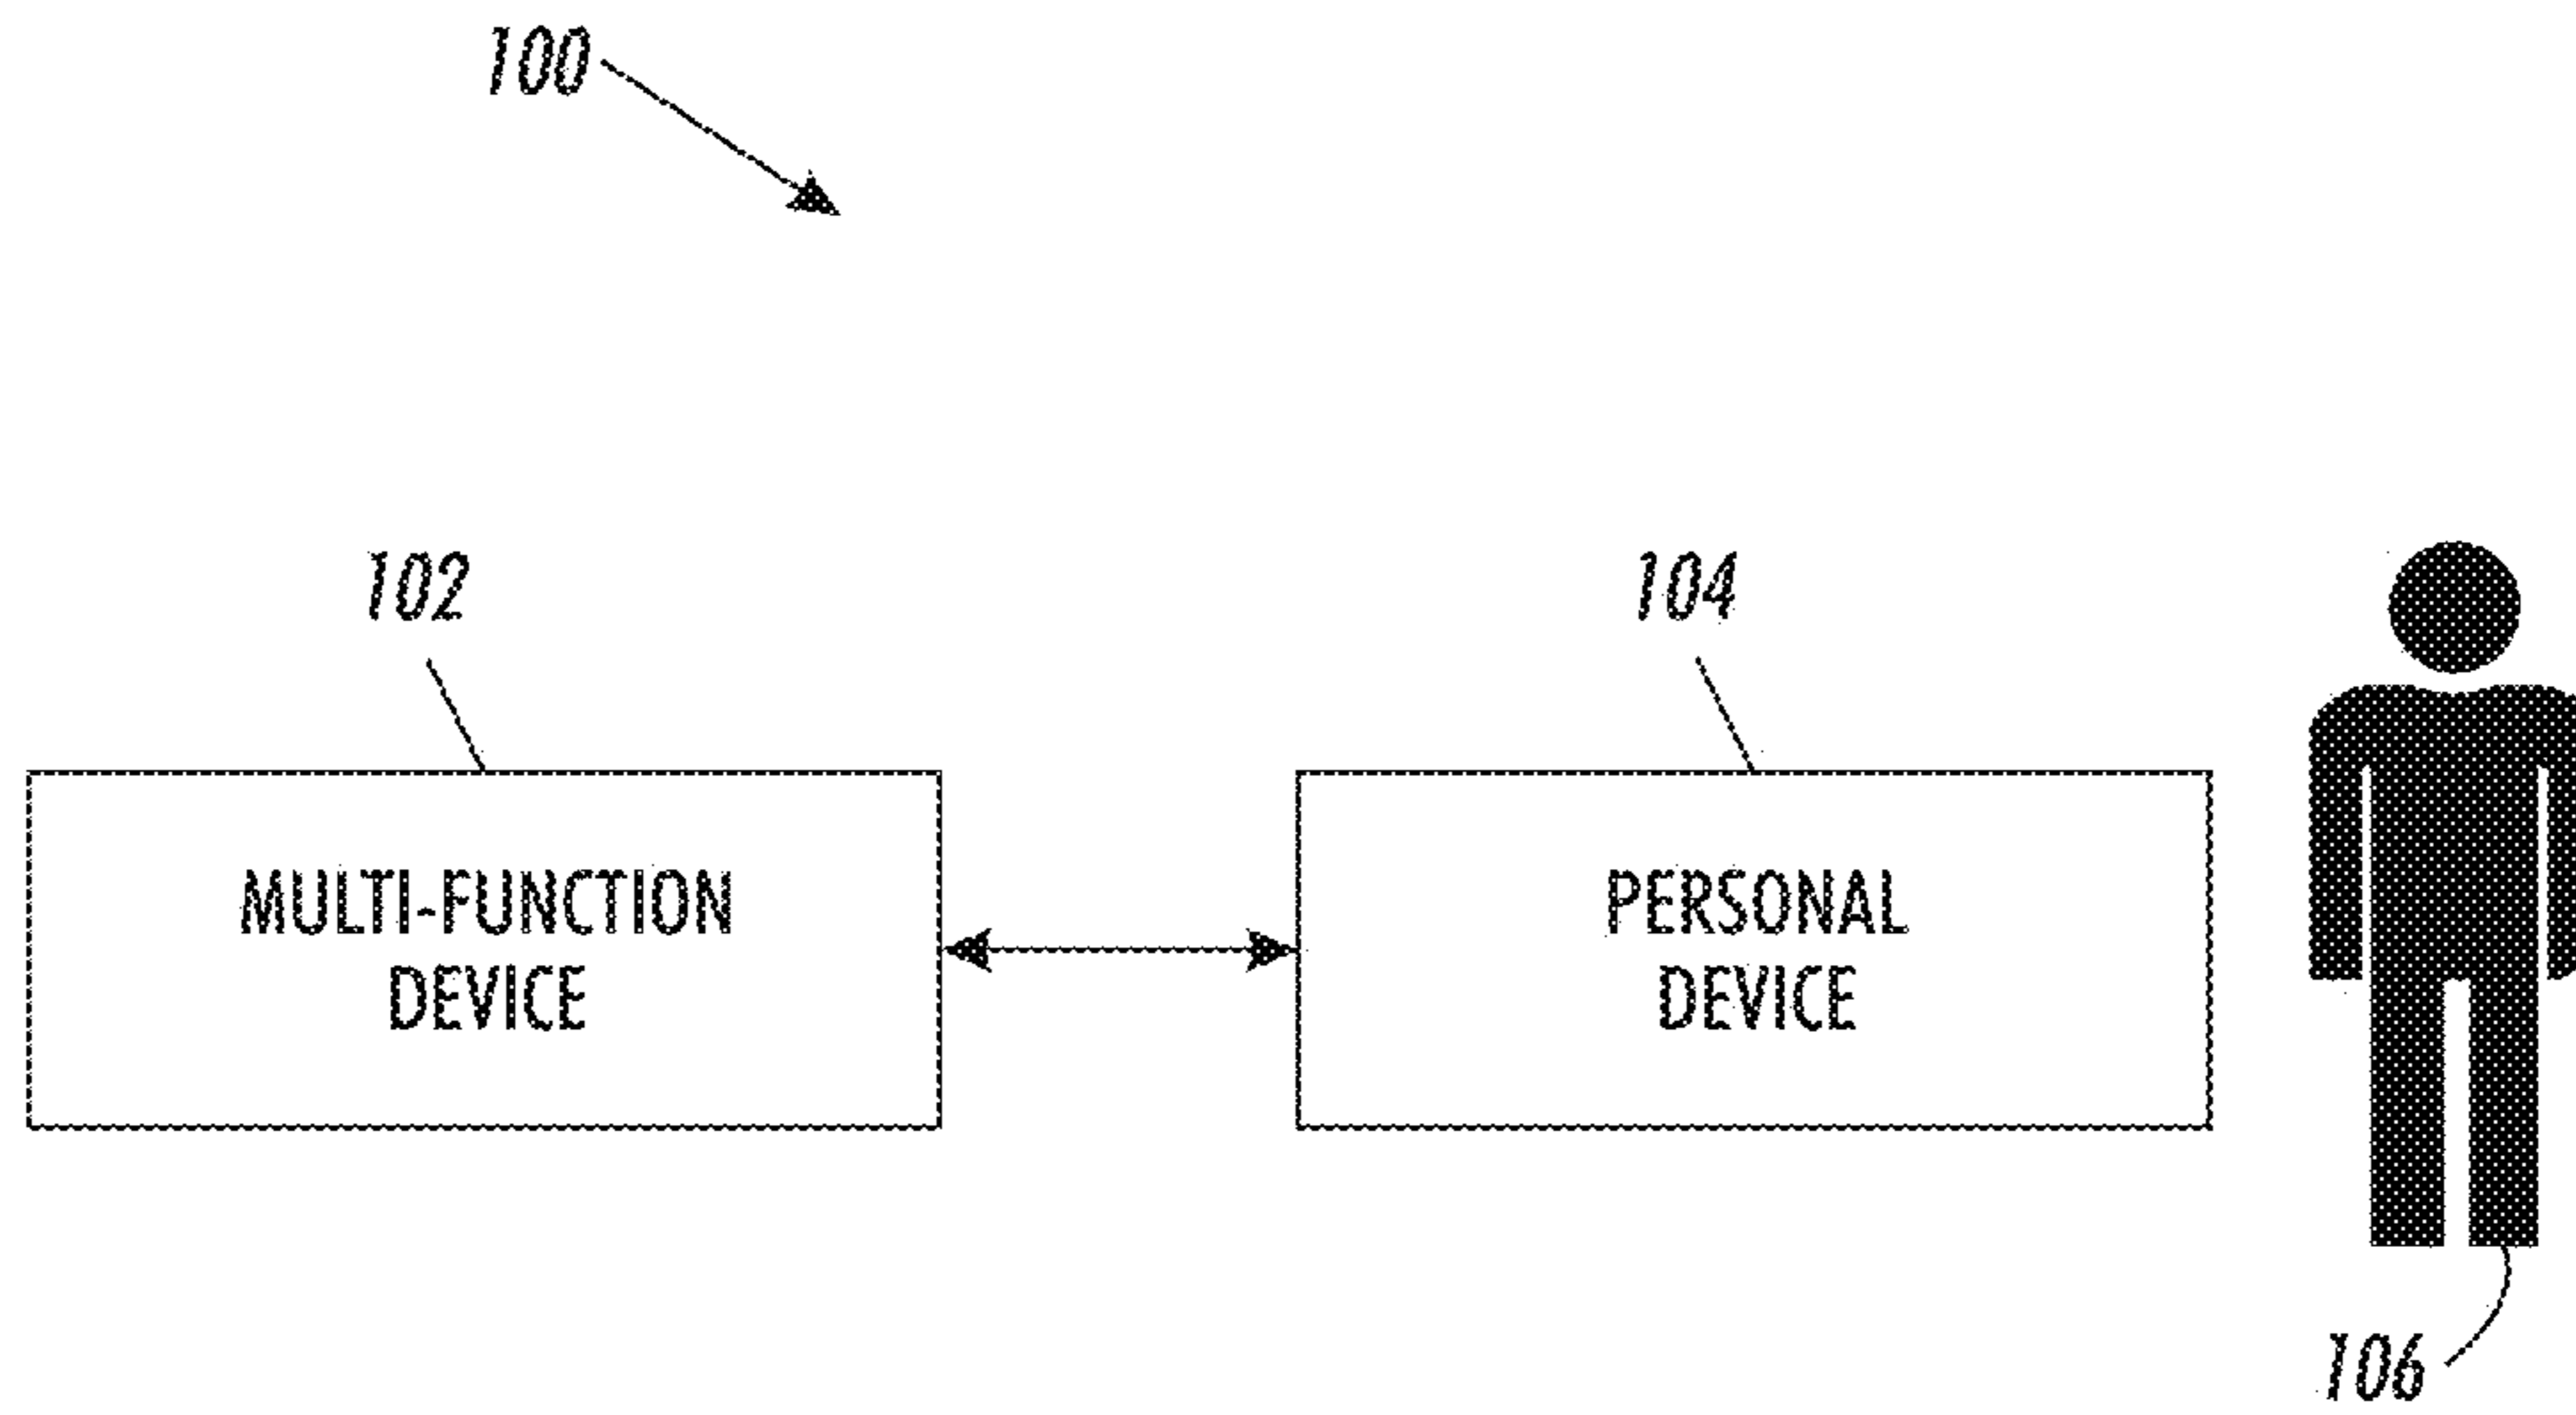 100
102
104
MULTI-FUNCTION
DEVICE
PERSONAL
DEVICE
106